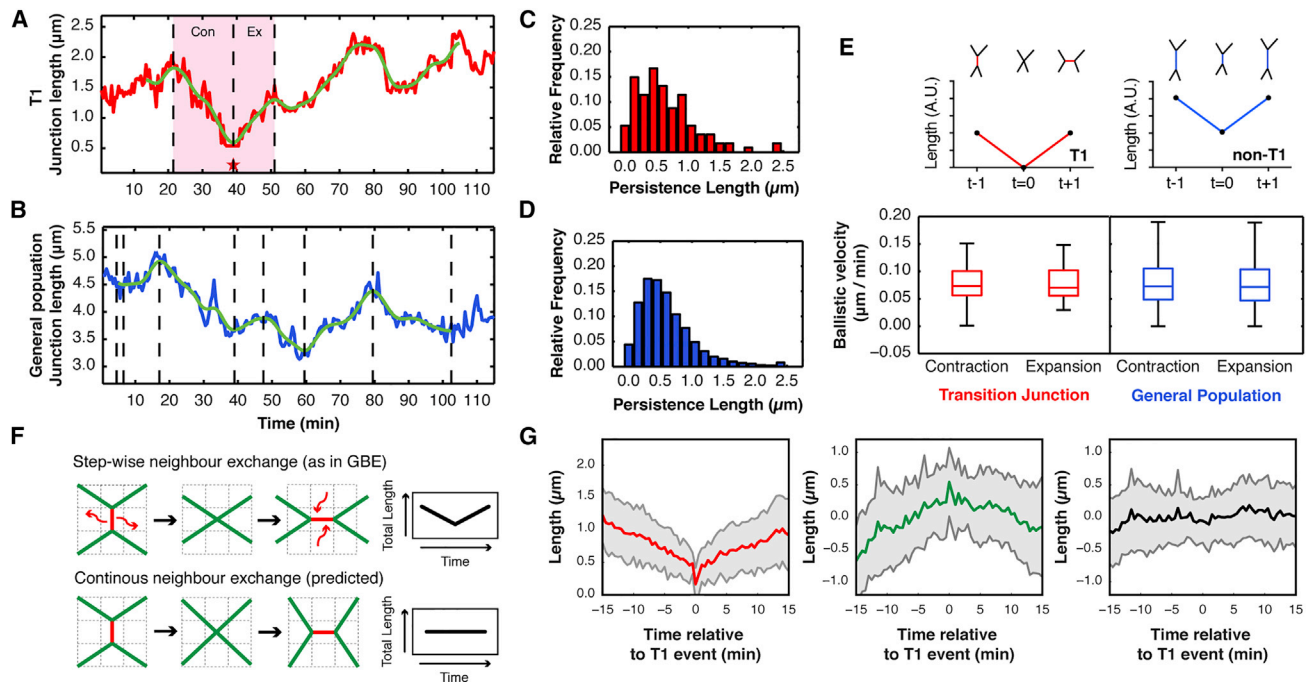 A
T1
Junction length (µm)
2.5
2.0
1.5
1.0
0.5
Con
Ex
10 20 30 40 50 60 70 80 90 100 110
B
General population
Junction length (µm)
5.5
5.0
4.5
4.0
3.5
3.0
10 20 30 40 50 60 70 80 90 100 110
Time (min)
C
Relative Frequency
0.25
0.20
0.15
0.10
0.05
0.00
0.0 0.5 1.0 1.5 2.0 2.5
Persistence Length (µm)
D
Relative Frequency
0.25
0.20
0.15
0.10
0.05
0.00
0.0 0.5 1.0 1.5 2.0 2.5
Persistence Length (µm)
E
Length (A.U.)
T1
t-1 t=0 t+1
Length (A.U.)
non-T1
t-1 t=0 t+1
Ballistic velocity
(µm / min)
0.20
0.15
0.10
0.05
0.00
−0.05
Contraction Expansion Contraction Expansion
Transition Junction General Population
F
Step-wise neighbour exchange (as in GBE)
Total Length
Time
Continous neighbour exchange (predicted)
Total Length
Time
G
Length (µm)
2.0
1.5
1.0
0.5
0.0
−15 −10 −5 0 5 10 15
Time relative
to T1 event (min)
Length (µm)
1.0
0.5
0.0
−0.5
−1.0
−15 −10 −5 0 5 10 15
Time relative
to T1 event (min)
Length (µm)
1.0
0.5
0.0
−0.5
−1.0
−15 −10 −5 0 5 10 15
Time relative
to T1 event (min)